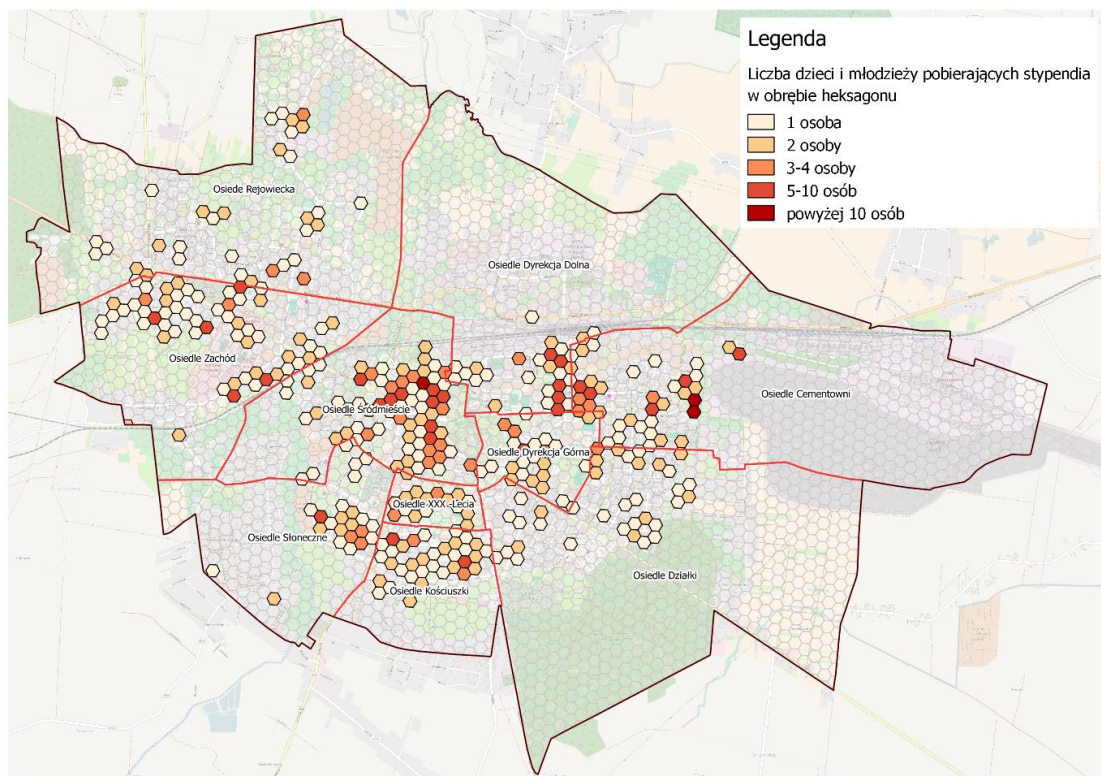 Legenda
Liczba dzieci i młodzieży pobierających stypendia
w obrębie heksagonu
1 osoba
2 osoby
3-4 osoby
5-10 osób
powyżej 10 osób
Osiede Rejowiecka
Osiedle Dyrekcja Dolna
Osiedle Zachód
Osiedle Cementowni
Osiedle Śródmieście
Osiedle Dyrekcja Górna
Osiedle XXX -Lecia
Osiedle Słoneczne
Osiedle Działki
Osiedle Kościuszki